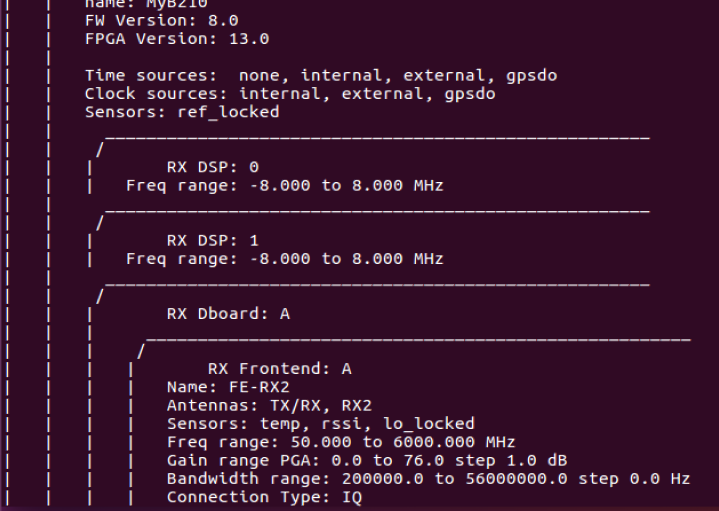 name: MyB210
FW Version: 8.0
FPGA Version: 13.0
Time sources:  none, internal, external, gpsdo
Clock sources: internal, external, gpsdo
Sensors: ref_locked
RX DSP: 0
Freq range: -8.000 to 8.000 MHz
RX DSP: 1
Freq range: -8.000 to 8.000 MHz
RX Dboard: A
RX Frontend: A
Name: FE-RX2
Antennas: TX/RX, RX2
Sensors: temp, rssi, lo_locked
Freq range: 50.000 to 6000.000 MHz
Gain range PGA: 0.0 to 76.0 step 1.0 dB
Bandwidth range: 200000.0 to 56000000.0 step 0.0 Hz
Connection Type: IQ